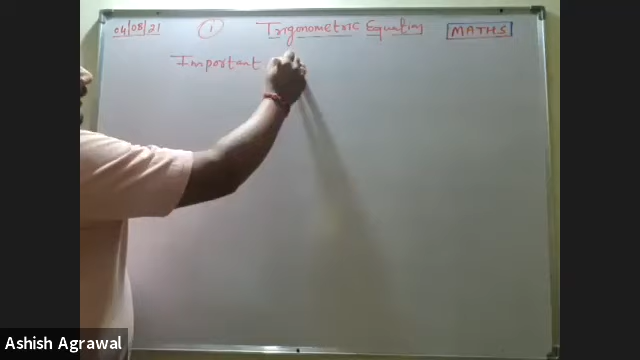 04/08/21 ① Trigonometric Equation MATHS
Important
Ashish Agrawal